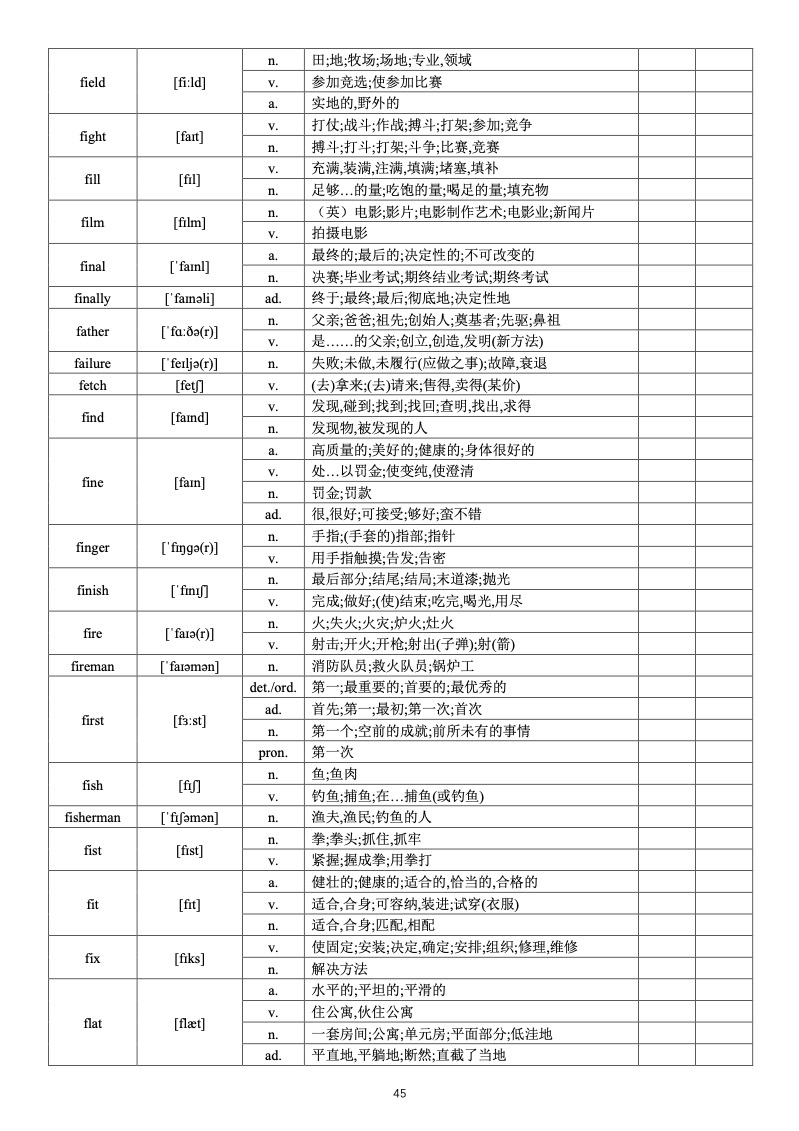 field [fiːld] n. 田;地;牧场;场地;专业,领域
v. 参加竞选;使参加比赛
a. 实地的,野外的
fight [faɪt] v. 打仗;战斗;作战;搏斗;打架;参加;竞争
n. 搏斗;打斗;打架;斗争;比赛,竞赛
fill [fɪl] v. 充满,装满,注满,填满;堵塞,填补
n. 足够…的量;吃饱的量;喝足的量;填充物
film [fɪlm] n. （英）电影;影片;电影制作艺术;电影业;新闻片
v. 拍摄电影
final [ˈfaɪnl] a. 最终的;最后的;决定性的;不可改变的
n. 决赛;毕业考试;期终结业考试;期终考试
finally [ˈfaɪnəli] ad. 终于;最终;最后;彻底地;决定性地
father [ˈfɑːðə(r)] n. 父亲;爸爸;祖先;创始人;奠基者;先驱;鼻祖
v. 是……的父亲;创立,创造,发明(新方法)
failure [ˈfeɪljə(r)] n. 失败;未做,未履行(应做之事);故障,衰退
fetch [fetʃ] v. (去)拿来;(去)请来;售得,卖得(某价)
find [faɪnd] v. 发现,碰到;找到;找回;查明,找出,求得
n. 发现物,被发现的人
fine [faɪn] a. 高质量的;美好的;健康的;身体很好的
v. 处…以罚金;使变纯,使澄清
n. 罚金;罚款
ad. 很,很好;可接受;够好;蛮不错
finger [ˈfɪŋɡə(r)] n. 手指;(手套的)指部;指针
v. 用手指触摸;告发;告密
finish [ˈfɪnɪʃ] n. 最后部分;结尾;结局;末道漆;抛光
v. 完成;做好;(使)结束;吃完,喝光,用尽
fire [ˈfaɪə(r)] n. 火;失火;火灾;炉火;灶火
v. 射击;开火;开枪;射出(子弹);射(箭)
fireman [ˈfaɪəmən] n. 消防队员;救火队员;锅炉工
first [fɜːst] det./ord. 第一;最重要的;首要的;最优秀的
ad. 首先;第一;最初;第一次;首次
n. 第一个;空前的成就;前所未有的事情
pron. 第一次
fish [fɪʃ] n. 鱼;鱼肉
v. 钓鱼;捕鱼;在…捕鱼(或钓鱼)
fisherman [ˈfɪʃəmən] n. 渔夫,渔民;钓鱼的人
fist [fɪst] n. 拳;拳头;抓住,抓牢
v. 紧握;握成拳;用拳打
fit [fɪt] a. 健壮的;健康的;适合的,恰当的,合格的
v. 适合,合身;可容纳,装进;试穿(衣服)
n. 适合,合身;匹配,相配
fix [fɪks] v. 使固定;安装;决定,确定;安排;组织;修理,维修
n. 解决方法
flat [flæt] a. 水平的;平坦的;平滑的
v. 住公寓,伙住公寓
n. 一套房间;公寓;单元房;平面部分;低洼地
ad. 平直地,平躺地;断然;直截了当地
45